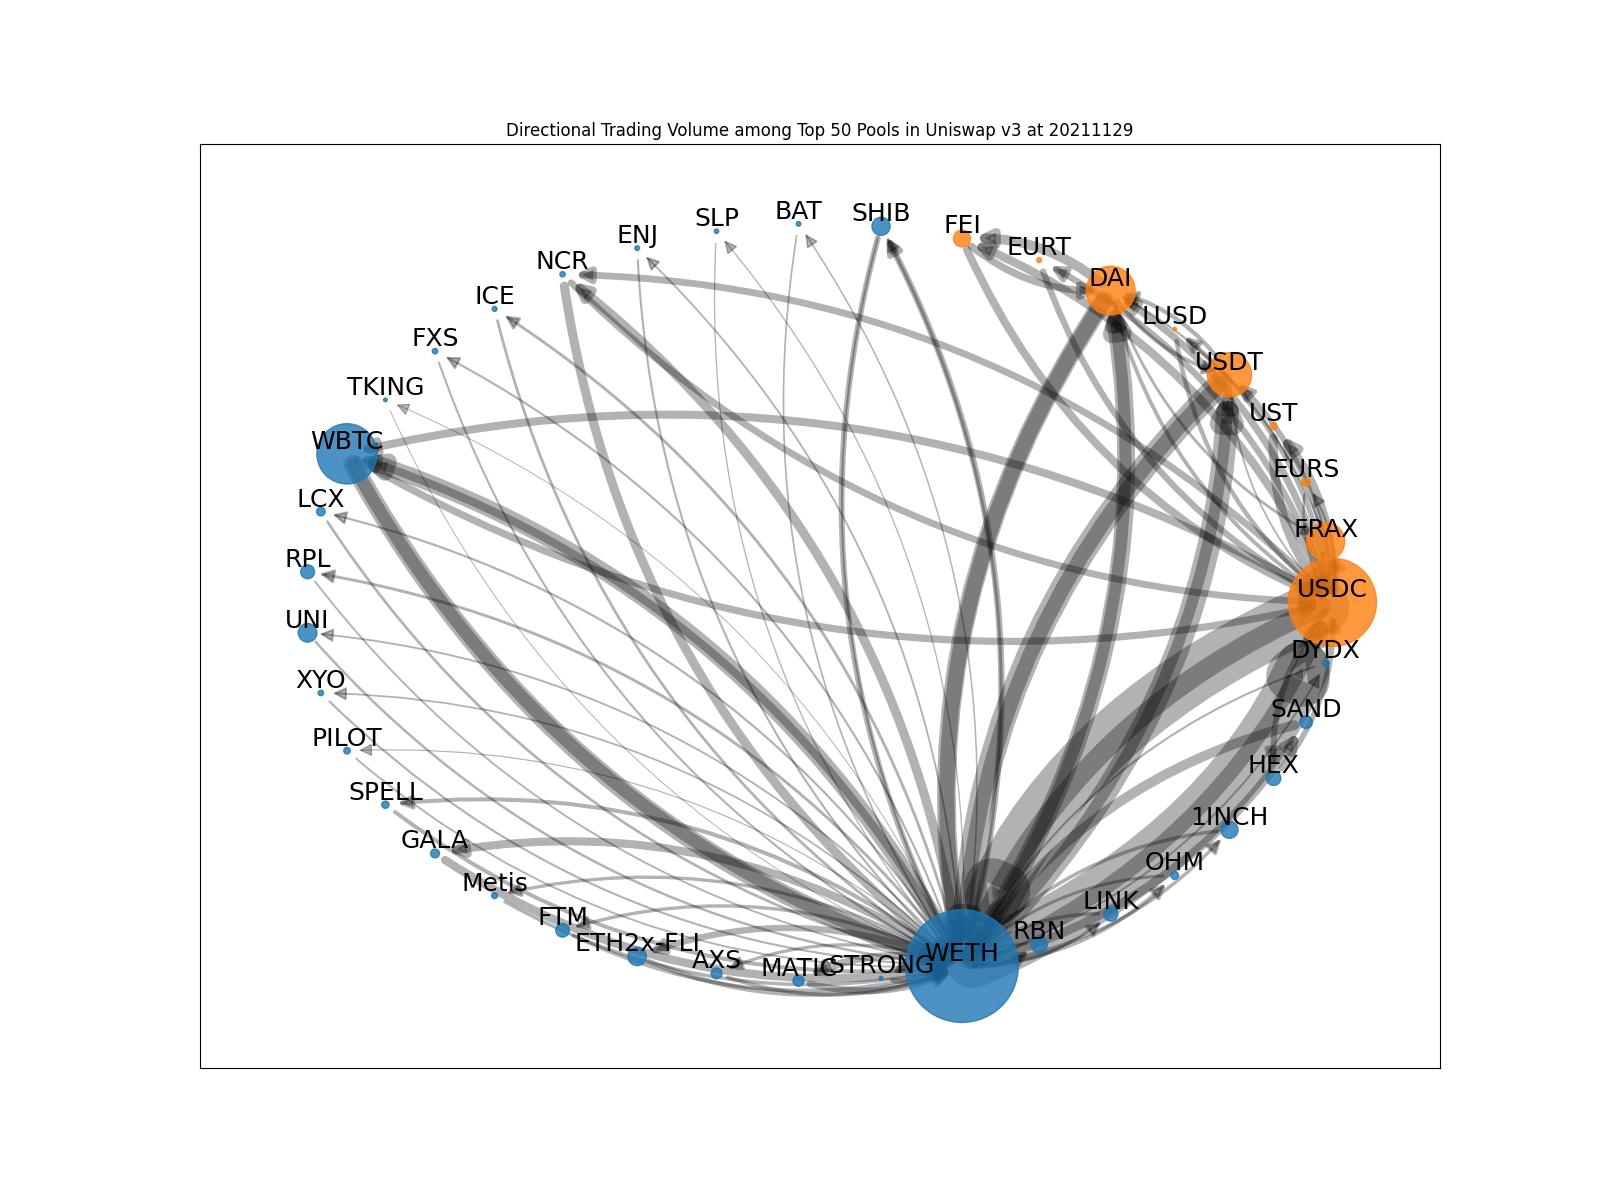 Directional Trading Volume among Top 50 Pools in Uniswap v3 at 20211129
SHIB
BAT
SLP
FEI
ENJ
EURT
NCR
DAI
ICE
LUSD
FXS
USDT
TKING
UST
WBTC
EURS
LCX
FRAX
RPL
USDC
UNI
DYDX
XYO
SAND
PILOT
HEX
SPELL
1INCH
GALA
OHM
Metis
LINK
FTM
RBN
ETH2x-FLI
WETH
AXS
MATIC
STRONG